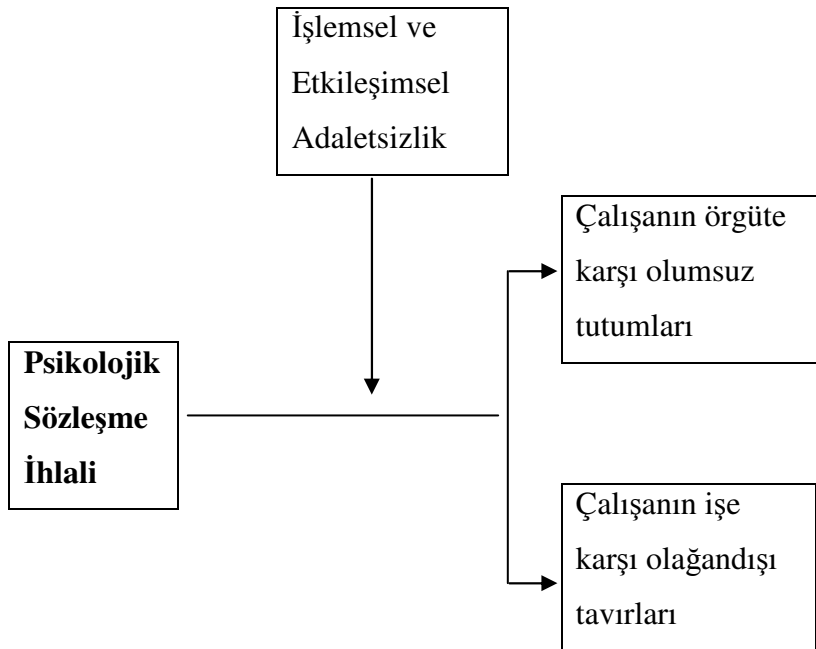 İşlemsel ve
Etkileşimsel
Adaletsizlik
Çalışanın örgüte
karşı olumsuz
tutumları
Psikolojik
Sözleşme
İhlali
Çalışanın işe
karşı olağandışı
tavırları